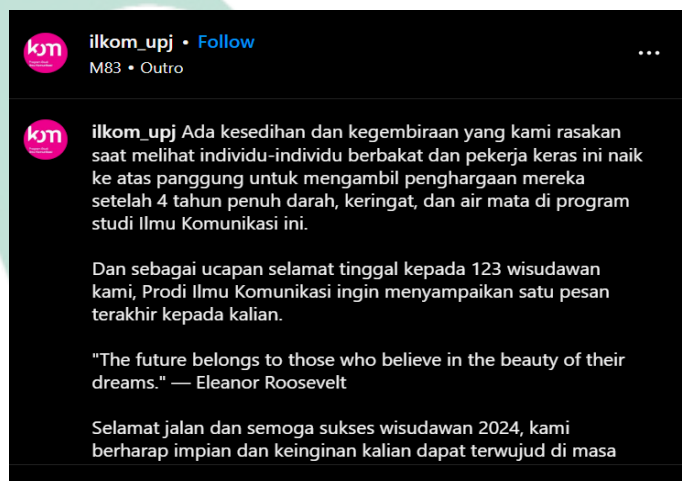 kom
ilkom_upj • Follow
M83 • Outro
kom
ilkom_upj Ada kesedihan dan kegembiraan yang kami rasakan
saat melihat individu-individu berbakat dan pekerja keras ini naik
ke atas panggung untuk mengambil penghargaan mereka
setelah 4 tahun penuh darah, keringat, dan air mata di program
studi Ilmu Komunikasi ini.
Dan sebagai ucapan selamat tinggal kepada 123 wisudawan
kami, Prodi Ilmu Komunikasi ingin menyampaikan satu pesan
terakhir kepada kalian.
"The future belongs to those who believe in the beauty of their
dreams." — Eleanor Roosevelt
Selamat jalan dan semoga sukses wisudawan 2024, kami
berharap impian dan keinginan kalian dapat terwujud di masa